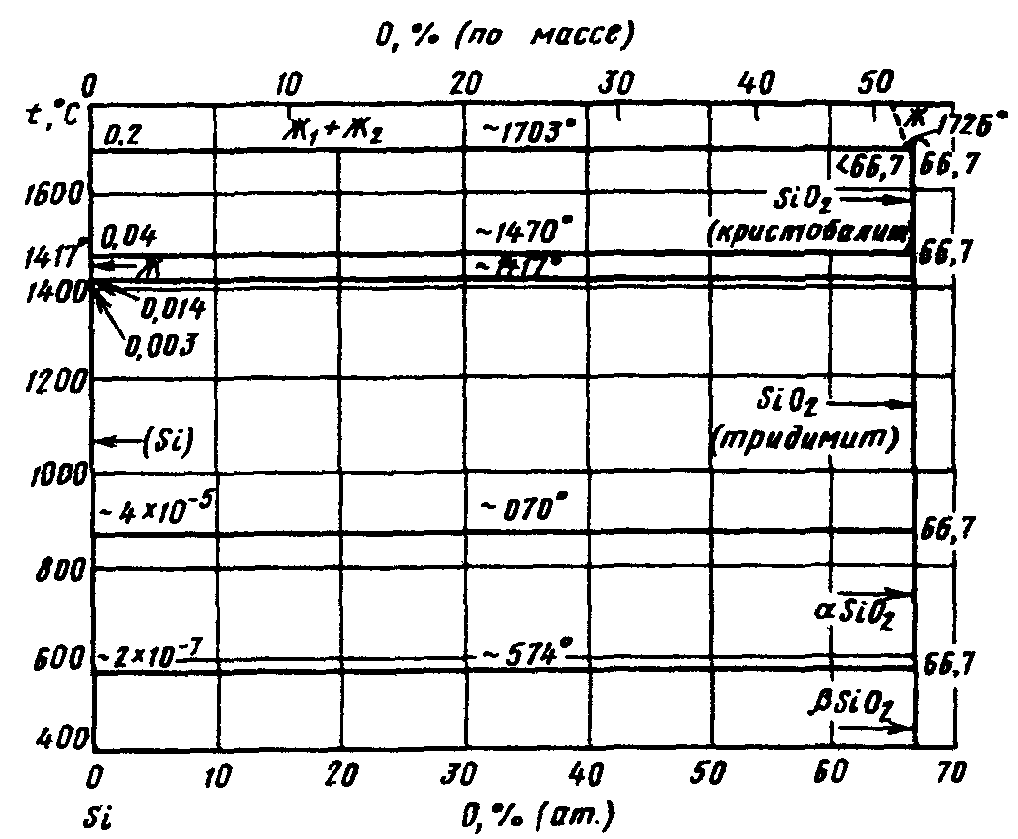 O, % (по массе)
0 10 20 30 40 50
t, °C
0.2 Ж₁+Ж₂ ~1703° Ж 1726°
<66,7 66,7
1600 SiO₂
0,04 ~1470° (кристобалит)
1417° Ж ~1417° 66,7
1400
0,014
0,003
1200
SiO₂
(Si) (тридимит)
1000
~4×10⁻⁵ ~070° 66,7
800
αSiO₂
600 ~2×10⁻⁷ ~574° 66,7
βSiO₂
400
0 10 20 30 40 50 60 70
Si O, % (ат.)